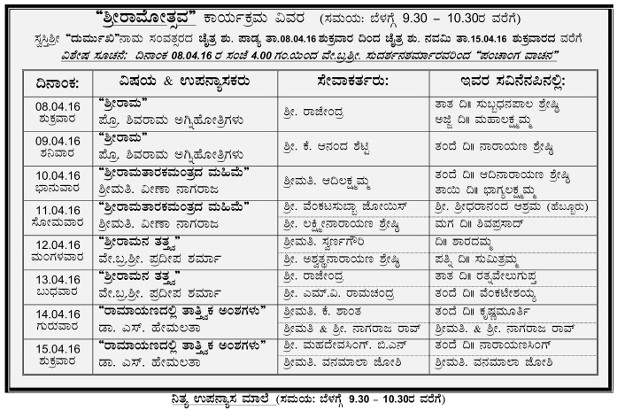 "ಶ್ರೀರಾಮೋತ್ಸವ" ಕಾರ್ಯಕ್ರಮ ವಿವರ (ಸಮಯ: ಬೆಳಗ್ಗೆ 9.30 – 10.30ರ ವರೆಗೆ)
ಸ್ವಸ್ತಿಶ್ರೀ "ದುರ್ಮುಖಿ"ನಾಮ ಸಂವತ್ಸರದ ಚೈತ್ರ ಶು. ಪಾಡ್ಯ ತಾ.08.04.16 ಶುಕ್ರವಾರ ದಿಂದ ಚೈತ್ರ ಶು. ನವಮಿ ತಾ.15.04.16 ಶುಕ್ರವಾರದ ವರೆಗೆ
ವಿಶೇಷ ಸೂಚನೆ: ದಿನಾಂಕ 08.04.16 ರ ಸಂಜೆ 4.00 ಗಂ.ಯಿಂದ ವೇ.ಬ್ರ.ಶ್ರೀ. ಸುದರ್ಶನಶರ್ಮಾರವರಿಂದ "ಪಂಚಾಂಗ ವಾಚನ"
ದಿನಾಂಕ: ವಿಷಯ & ಉಪನ್ಯಾಸಕರು ಸೇವಾಕರ್ತರು: ಇವರ ಸವಿನೆನಪಿನಲ್ಲಿ:
08.04.16 "ಶ್ರೀರಾಮ" ಶ್ರೀ. ರಾಜೇಂದ್ರ ತಾತ ದಿ॥ ಸುಬ್ಬಧನಪಾಲ ಶ್ರೇಷ್ಠಿ
ಶುಕ್ರವಾರ ಪ್ರೊ. ಶಿವರಾಮ ಅಗ್ನಿಹೋತ್ರಿಗಳು ಅಜ್ಜಿ ದಿ॥ ಮಹಾಲಕ್ಷ್ಮಮ್ಮ
09.04.16 "ಶ್ರೀರಾಮ" ಶ್ರೀ. ಕೆ. ಆನಂದ ಶೆಟ್ಟಿ ತಂದೆ ದಿ॥ ನಾರಾಯಣ ಶ್ರೇಷ್ಠಿ
ಶನಿವಾರ ಪ್ರೊ. ಶಿವರಾಮ ಅಗ್ನಿಹೋತ್ರಿಗಳು
10.04.16 "ಶ್ರೀರಾಮತಾರಕಮಂತ್ರದ ಮಹಿಮೆ" ಶ್ರೀಮತಿ. ಆದಿಲಕ್ಷ್ಮಮ್ಮ ತಂದೆ ದಿ॥ ಆದಿನಾರಾಯಣ ಶ್ರೇಷ್ಠಿ
ಭಾನುವಾರ ಶ್ರೀಮತಿ. ವೀಣಾ ನಾಗರಾಜ ತಾಯಿ ದಿ॥ ಭಾಗ್ಯಲಕ್ಷ್ಮಮ್ಮ
11.04.16 "ಶ್ರೀರಾಮತಾರಕಮಂತ್ರದ ಮಹಿಮೆ" ಶ್ರೀ. ವೆಂಕಟಸುಬ್ಬಾ ಜೋಯಿಸ್ ಶ್ರೀ. ಶ್ರೀಧರಾನಂದ ಆಶ್ರಮ (ಹೆಬ್ಬೂರು)
ಸೋಮವಾರ ಶ್ರೀಮತಿ. ವೀಣಾ ನಾಗರಾಜ ಶ್ರೀ. ಲಕ್ಷ್ಮೀನಾರಾಯಣ ಶ್ರೇಷ್ಠಿ ಮಗ ದಿ॥ ಶಿವಪ್ರಸಾದ್
12.04.16 "ಶ್ರೀರಾಮನ ತತ್ತ್ವ" ಶ್ರೀಮತಿ. ಸ್ವರ್ಣಗೌರಿ ದಿ॥ ಶಾರದಮ್ಮ
ಮಂಗಳವಾರ ವೇ.ಬ್ರ.ಶ್ರೀ. ಪ್ರದೀಪ ಶರ್ಮಾ ಶ್ರೀ. ಅಶ್ವತ್ಥನಾರಾಯಣ ಶ್ರೇಷ್ಠಿ ಪತ್ನಿ ದಿ॥ ಸುಮಿತ್ರಮ್ಮ
13.04.16 "ಶ್ರೀರಾಮನ ತತ್ತ್ವ" ಶ್ರೀ. ರಾಜೇಂದ್ರ ತಾತ ದಿ॥ ರತ್ನವೇಲುಗುಪ್ತ
ಬುಧವಾರ ವೇ.ಬ್ರ.ಶ್ರೀ. ಪ್ರದೀಪ ಶರ್ಮಾ ಶ್ರೀ. ಎಮ್.ವಿ. ರಾಮಚಂದ್ರ ತಂದೆ ದಿ॥ ವೆಂಕಟೇಶಯ್ಯ
14.04.16 "ರಾಮಾಯಣದಲ್ಲಿ ತಾತ್ತ್ವಿಕ ಅಂಶಗಳು" ಶ್ರೀಮತಿ. ಕೆ. ಶಾಂತ ತಂದೆ ದಿ॥ ಕೃಷ್ಣಮೂರ್ತಿ
ಗುರುವಾರ ಡಾ. ಎಸ್. ಹೇಮಲತಾ ಶ್ರೀಮತಿ & ಶ್ರೀ. ನಾಗರಾಜ ರಾವ್ ಶ್ರೀಮತಿ. & ಶ್ರೀ. ನಾಗರಾಜ ರಾವ್
15.04.16 "ರಾಮಾಯಣದಲ್ಲಿ ತಾತ್ತ್ವಿಕ ಅಂಶಗಳು" ಶ್ರೀ. ಮಹದೇವಸಿಂಗ್. ಬಿ.ಎನ್ ತಂದೆ ದಿ॥ ನಾರಾಯಣಸಿಂಗ್
ಶುಕ್ರವಾರ ಡಾ. ಎಸ್. ಹೇಮಲತಾ ಶ್ರೀಮತಿ. ವನಮಾಲಾ ಜೋಶಿ ಶ್ರೀಮತಿ. ವನಮಾಲಾ ಜೋಶಿ
ನಿತ್ಯ ಉಪನ್ಯಾಸ ಮಾಲೆ (ಸಮಯ: ಬೆಳಗ್ಗೆ 9.30 – 10.30ರ ವರೆಗೆ)